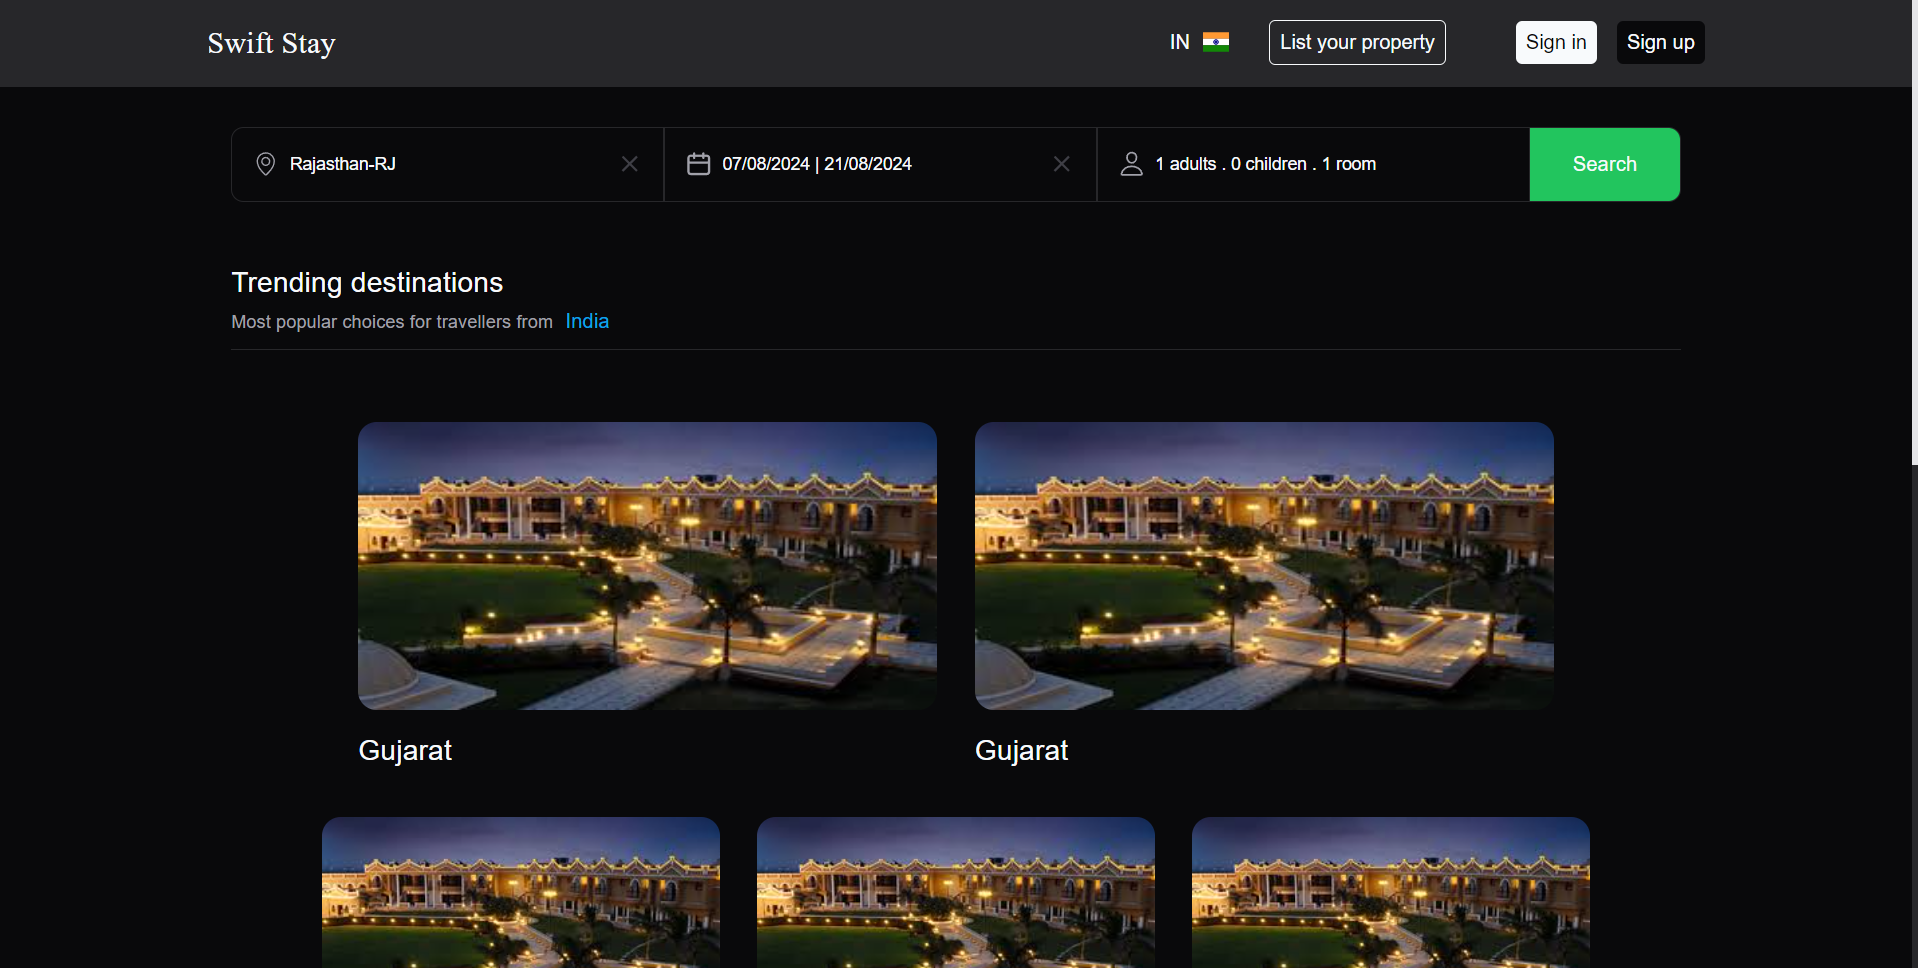 Swift Stay
IN
List your property
Sign in
Sign up
Rajasthan-RJ
07/08/2024 | 21/08/2024
1 adults . 0 children . 1 room
Search
Trending destinations
Most popular choices for travellers from India
Gujarat
Gujarat